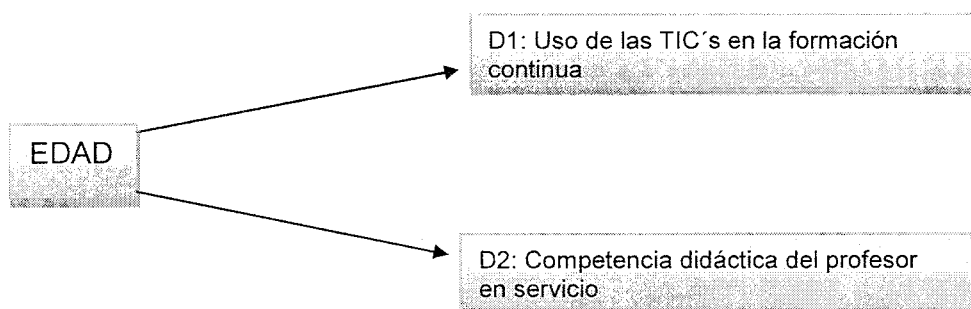 D1: Uso de las TIC´s en la formación
continua
EDAD
D2: Competencia didáctica del profesor
en servicio